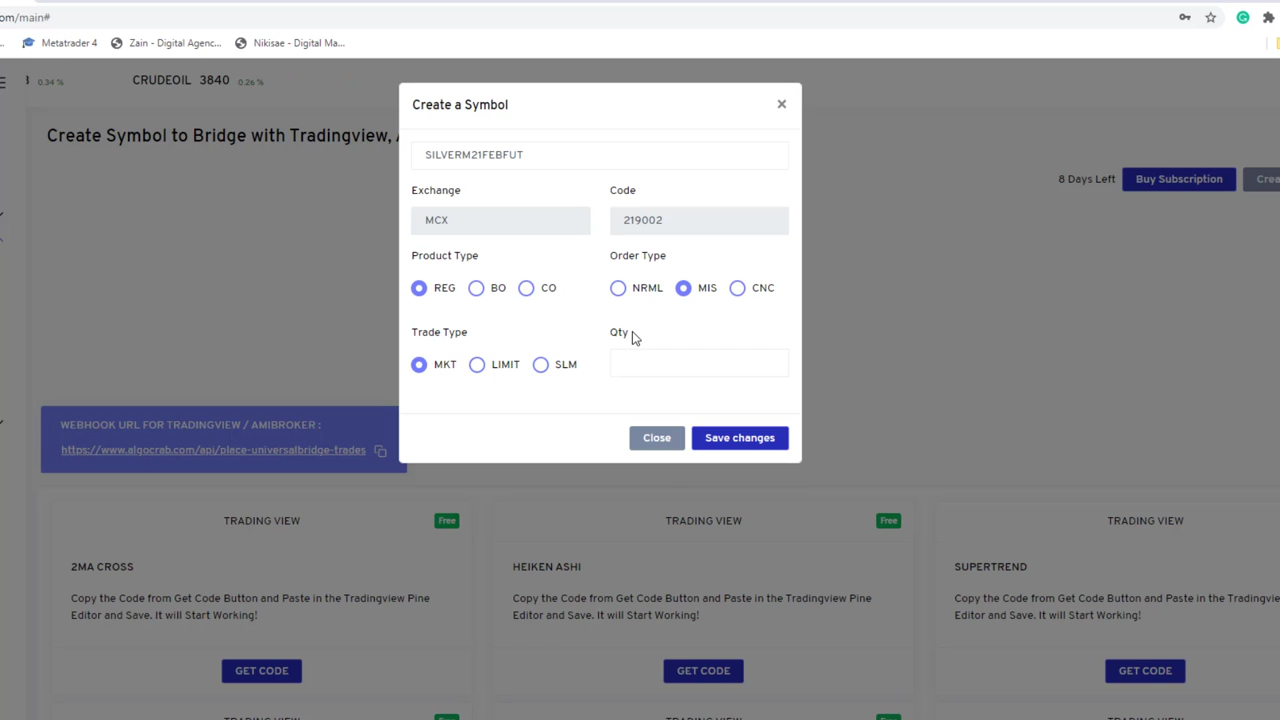 om/main#
Metatrader 4
Zain - Digital Agenc...
Nikisae - Digital Ma...
0.34 %
CRUDEOIL 3840 0.26 %
Create a Symbol
×
Create Symbol to Bridge with Tradingview,
SILVERM21FEBFUT
8 Days Left
Buy Subscription
Crea
Exchange
Code
MCX
219002
Product Type
Order Type
REG BO CO
NRML MIS CNC
Trade Type
Qty
MKT LIMIT SLM
Close
Save changes
WEBHOOK URL FOR TRADINGVIEW / AMIBROKER :
https://www.algocrab.com/api/place-universalbridge-trades
TRADING VIEW
Free
2MA CROSS
Copy the Code from Get Code Button and Paste in the Tradingview Pine
Editor and Save. It will Start Working!
GET CODE
TRADING VIEW
Free
HEIKEN ASHI
Copy the Code from Get Code Button and Paste in the Tradingview Pine
Editor and Save. It will Start Working!
GET CODE
TRADING VIEW
SUPERTREND
Copy the Code from Get Code Button and Paste in the Tradingvie
Editor and Save. It will Start Working!
GET CODE